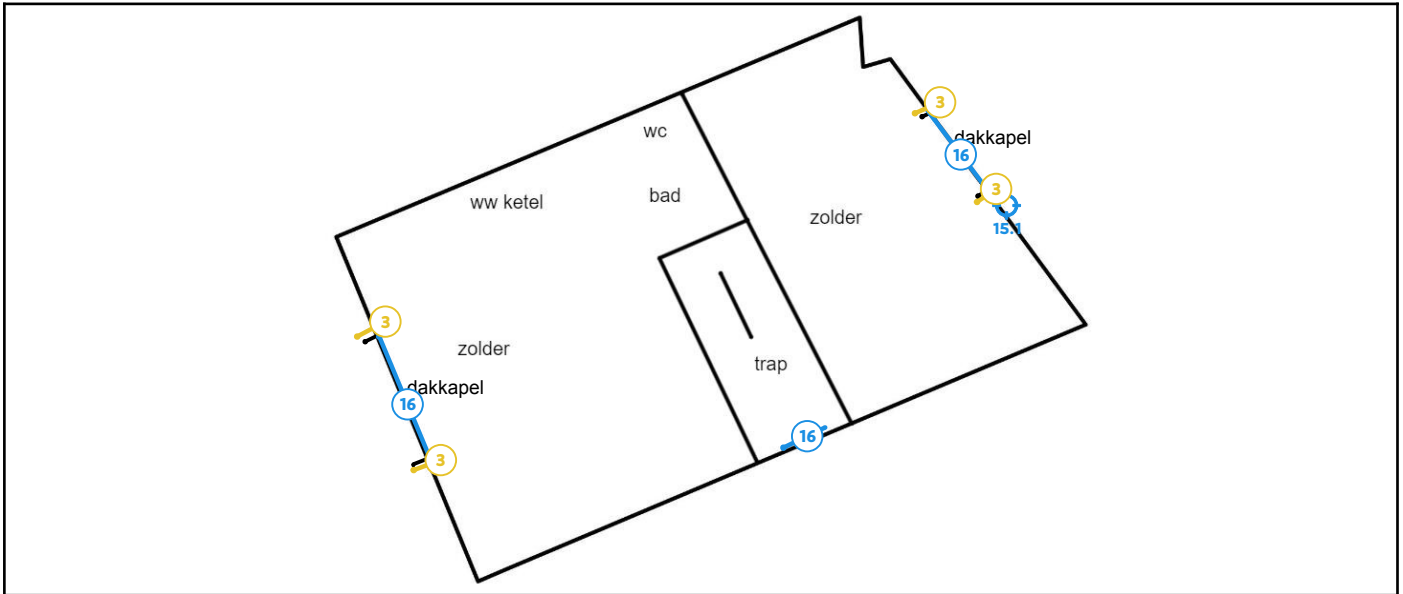 3
wc
dakkapel
16
3
bad
ww ketel
zolder
15.1
3
zolder
trap
dakkapel
16
16
3